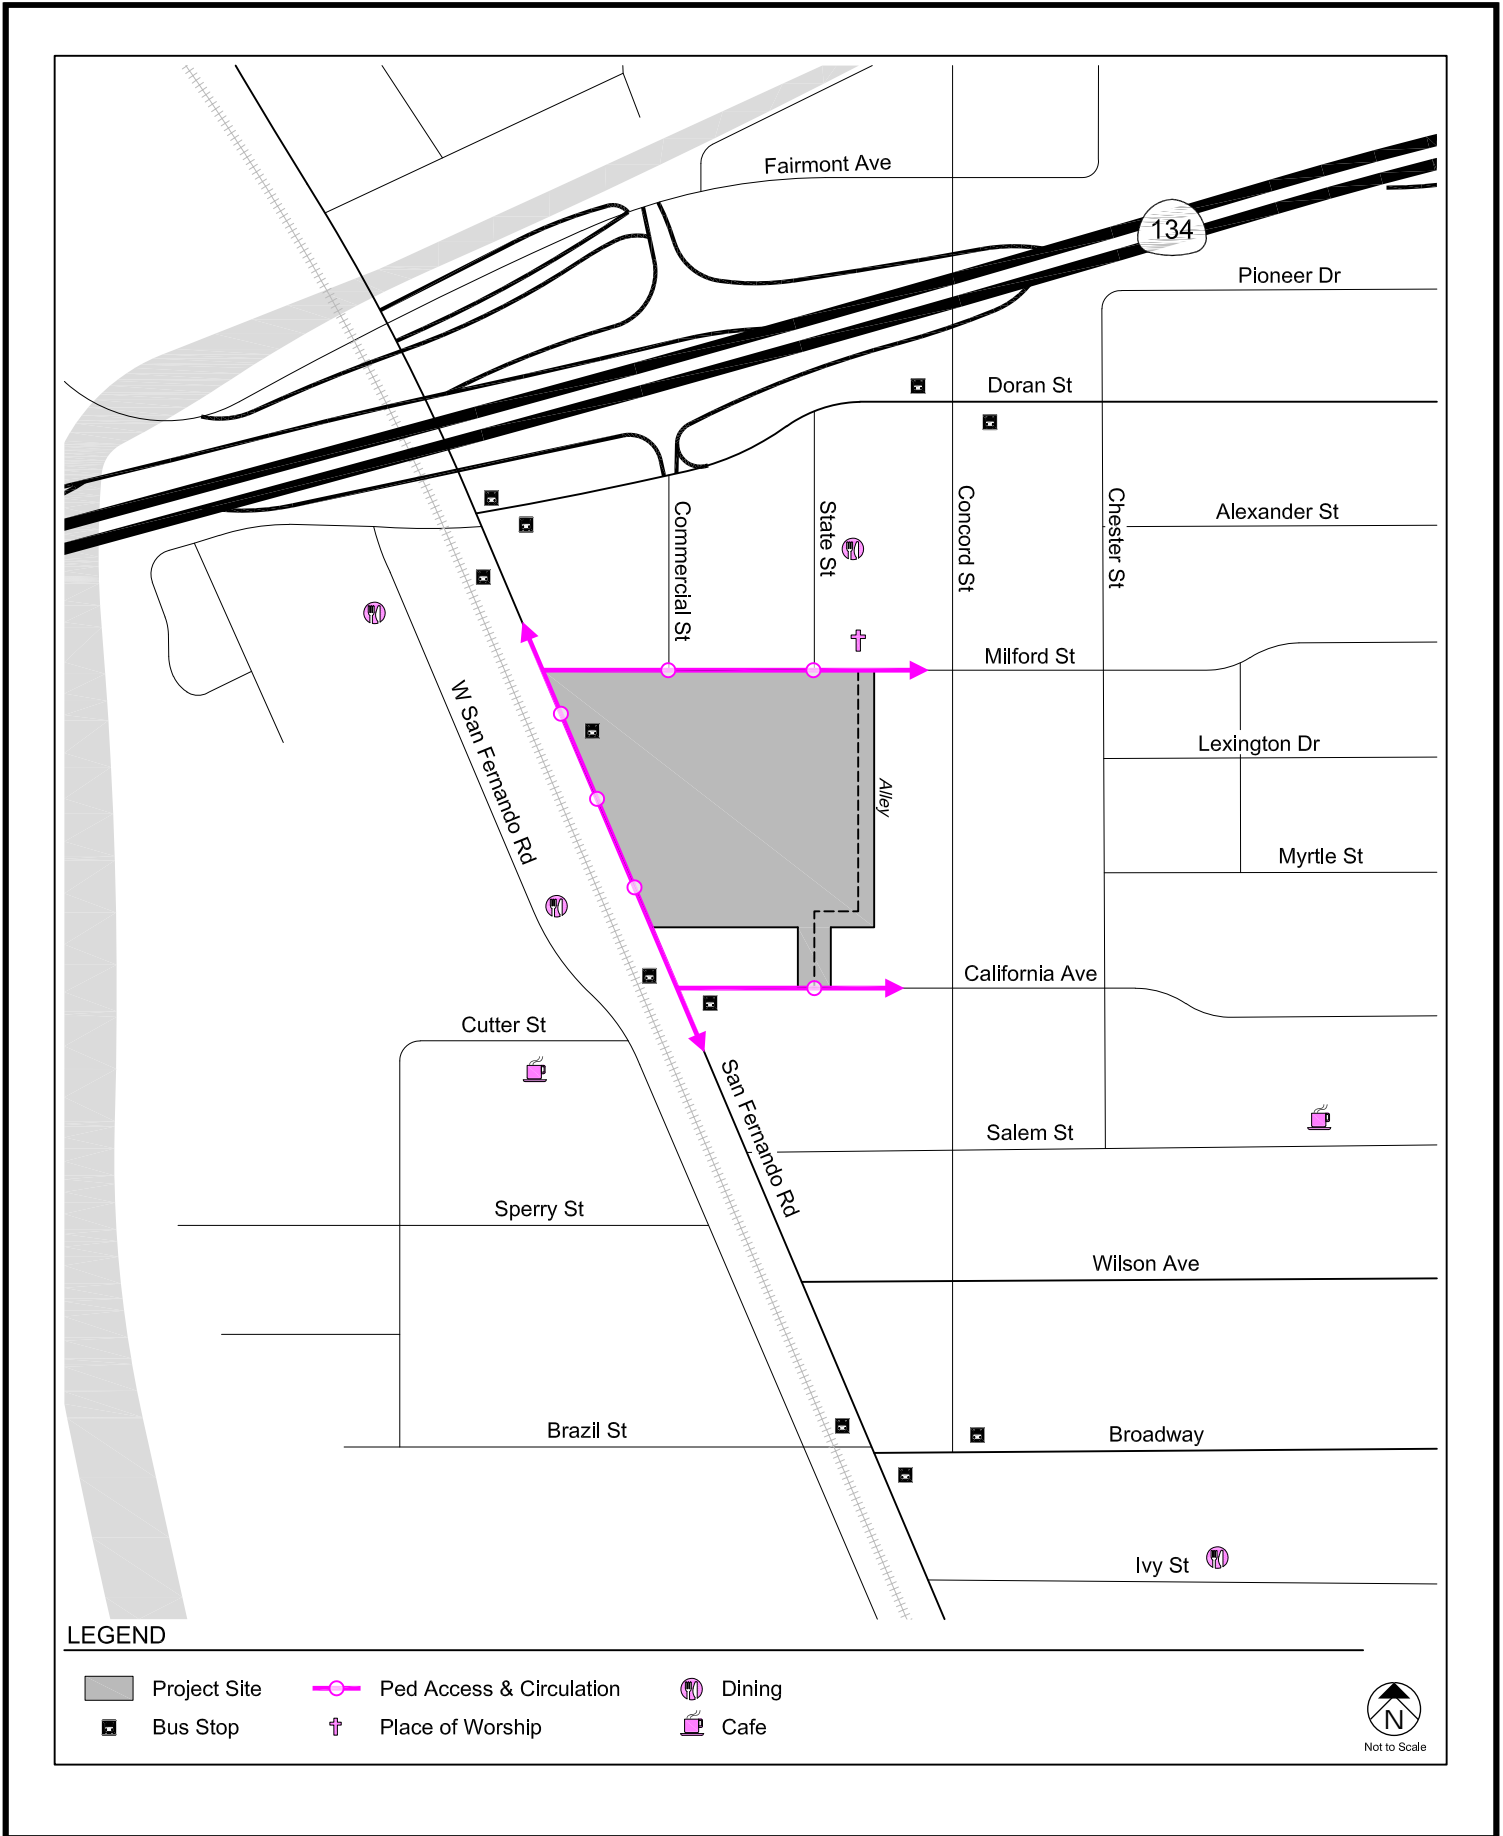 Fairmont Ave
134
Pioneer Dr
Doran St
Commercial St
State St
Concord St
Chester St
Alexander St
Milford St
W San Fernando Rd
Lexington Dr
Alley
Myrtle St
California Ave
Cutter St
San Fernando Rd
Salem St
Sperry St
Wilson Ave
Brazil St
Broadway
Ivy St
LEGEND
Project Site
Ped Access & Circulation
Dining
Bus Stop
Place of Worship
Cafe
N
Not to Scale